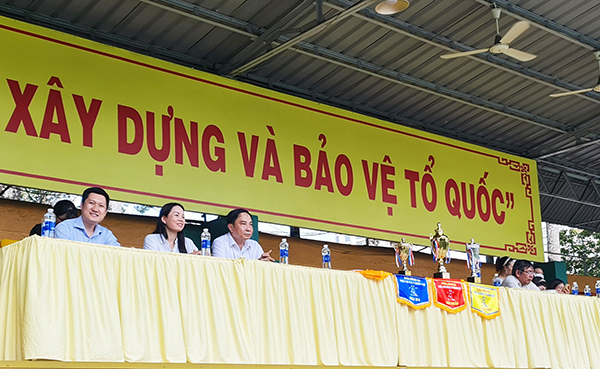 XÂY DỰNG VÀ BẢO VỆ TỔ QUỐC”